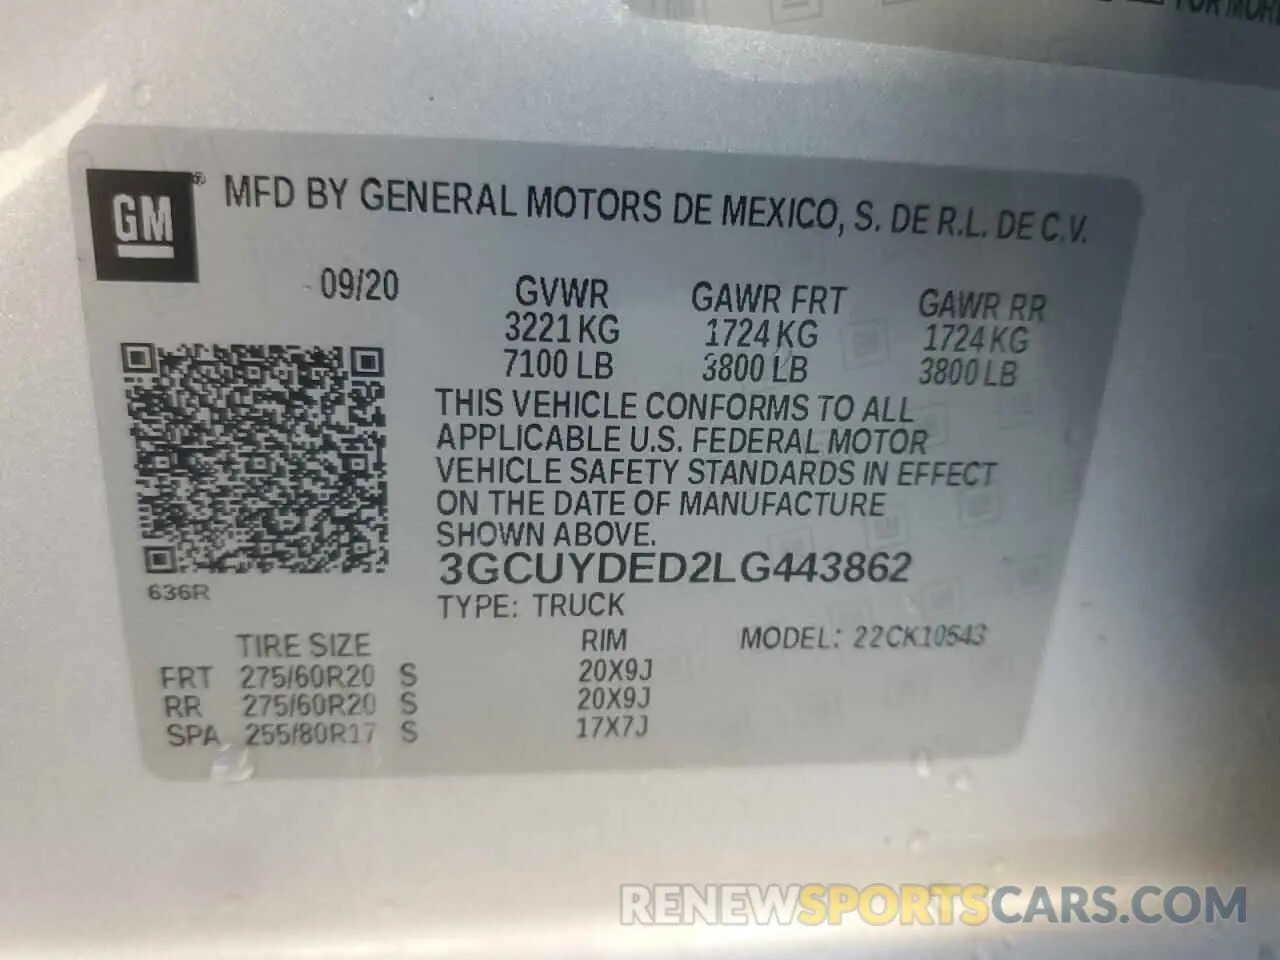 FOR MORE
GM ®
MFD BY GENERAL MOTORS DE MEXICO, S. DE R.L. DE C.V.
09/20 GVWR GAWR FRT GAWR RR
3221 KG 1724 KG 1724 KG
7100 LB 3800 LB 3800 LB
THIS VEHICLE CONFORMS TO ALL
APPLICABLE U.S. FEDERAL MOTOR
VEHICLE SAFETY STANDARDS IN EFFECT
ON THE DATE OF MANUFACTURE
SHOWN ABOVE.
3GCUYDED2LG443862
636R
TYPE: TRUCK
TIRE SIZE RIM MODEL: 22CK10543
FRT 275/60R20 S 20X9J
RR 275/60R20 S 20X9J
SPA 255/80R17 S 17X7J
RENEWSPORTSCARS.COM